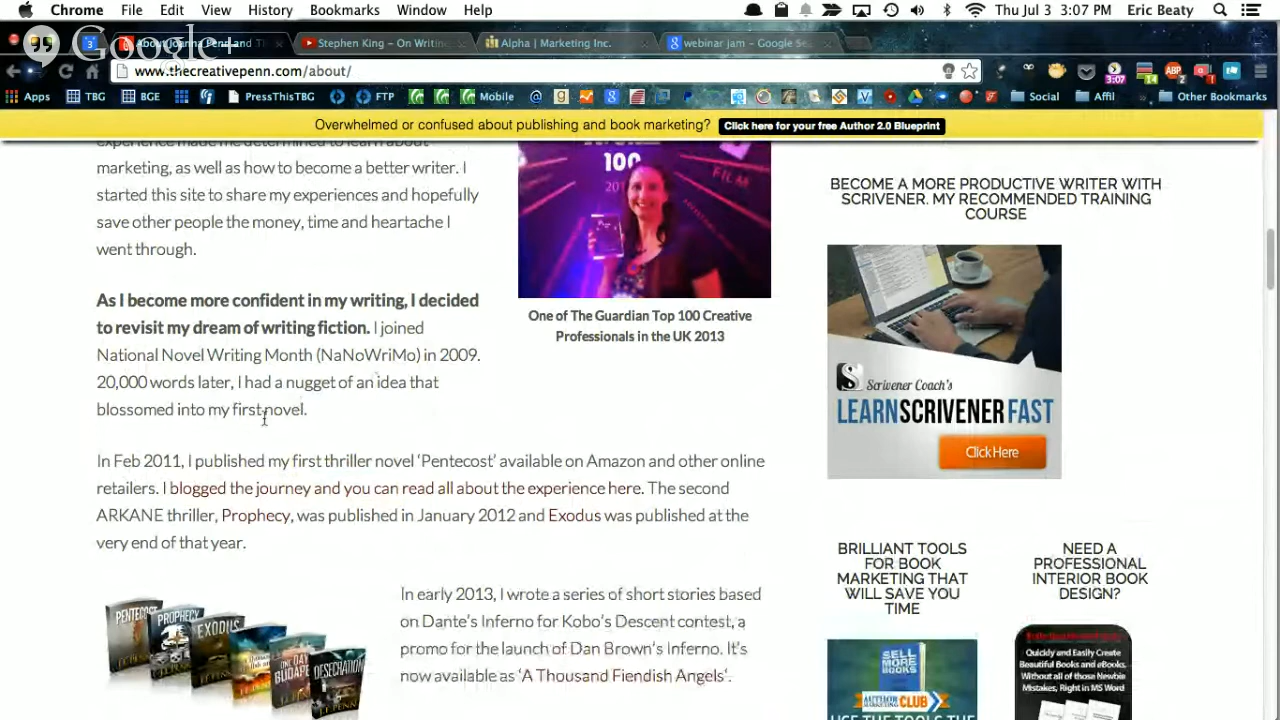 Chrome File Edit View History Bookmarks Window Help Thu Jul 3 3:07 PM Eric Beaty
Google+
3 About Joanna Penn and Th Stephen King – On Writin Alpha | Marketing Inc. webinar jam - Google Se
www.thecreativepenn.com/about/
Apps TBG BGE PressThisTBG FTP Mobile Social Affil Other Bookmarks
Overwhelmed or confused about publishing and book marketing? Click here for your free Author 2.0 Blueprint
experience made me determined to learn about
marketing, as well as how to become a better writer. I
started this site to share my experiences and hopefully
save other people the money, time and heartache I
went through.
100
FILM
One of The Guardian Top 100 Creative
Professionals in the UK 2013
As I become more confident in my writing, I decided
to revisit my dream of writing fiction. I joined
National Novel Writing Month (NaNoWriMo) in 2009.
20,000 words later, I had a nugget of an idea that
blossomed into my first novel.
In Feb 2011, I published my first thriller novel ‘Pentecost’ available on Amazon and other online
retailers. I blogged the journey and you can read all about the experience here. The second
ARKANE thriller, Prophecy, was published in January 2012 and Exodus was published at the
very end of that year.
PENTECOST
PROPHECY
EXODUS
ONE DAY
BUDAPEST
DESECRATION
In early 2013, I wrote a series of short stories based
on Dante’s Inferno for Kobo’s Descent contest, a
promo for the launch of Dan Brown’s Inferno. It’s
now available as ‘A Thousand Fiendish Angels‘.
BECOME A MORE PRODUCTIVE WRITER WITH
SCRIVENER. MY RECOMMENDED TRAINING
COURSE
Scrivener Coach's
LEARNSCRIVENER FAST
Click Here
BRILLIANT TOOLS
FOR BOOK
MARKETING THAT
WILL SAVE YOU
TIME
SELL
MORE
BOOKS
AUTHOR
MARKETING CLUB
USE THE TOOLS THE
NEED A
PROFESSIONAL
INTERIOR BOOK
DESIGN?
Quickly and Easily Create
Beautiful Books and eBooks.
Without all of those Newbie
Mistakes, Right in MS Word